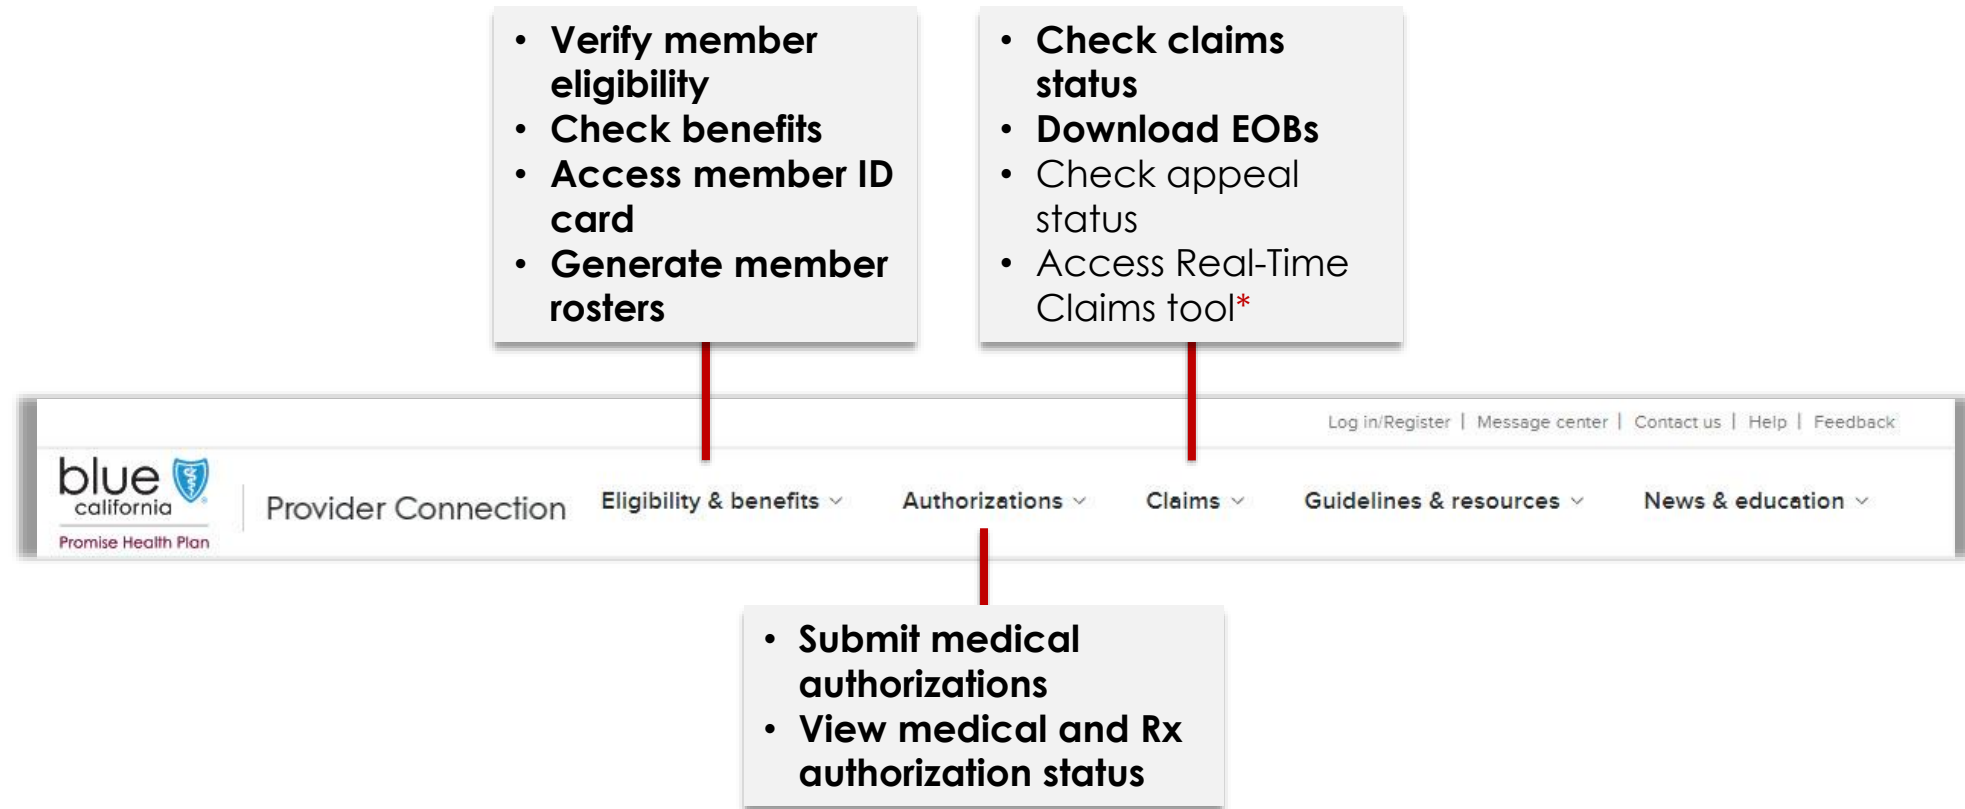 • Verify member
eligibility
• Check benefits
• Access member ID
card
• Generate member
rosters
• Check claims
status
• Download EOBs
• Check appeal
status
• Access Real-Time
Claims tool*
Log in/Register | Message center | Contact us | Help | Feedback
blue
california
Promise Health Plan
Provider Connection
Eligibility & benefits
Authorizations
Claims
Guidelines & resources
News & education
• Submit medical
authorizations
• View medical and Rx
authorization status